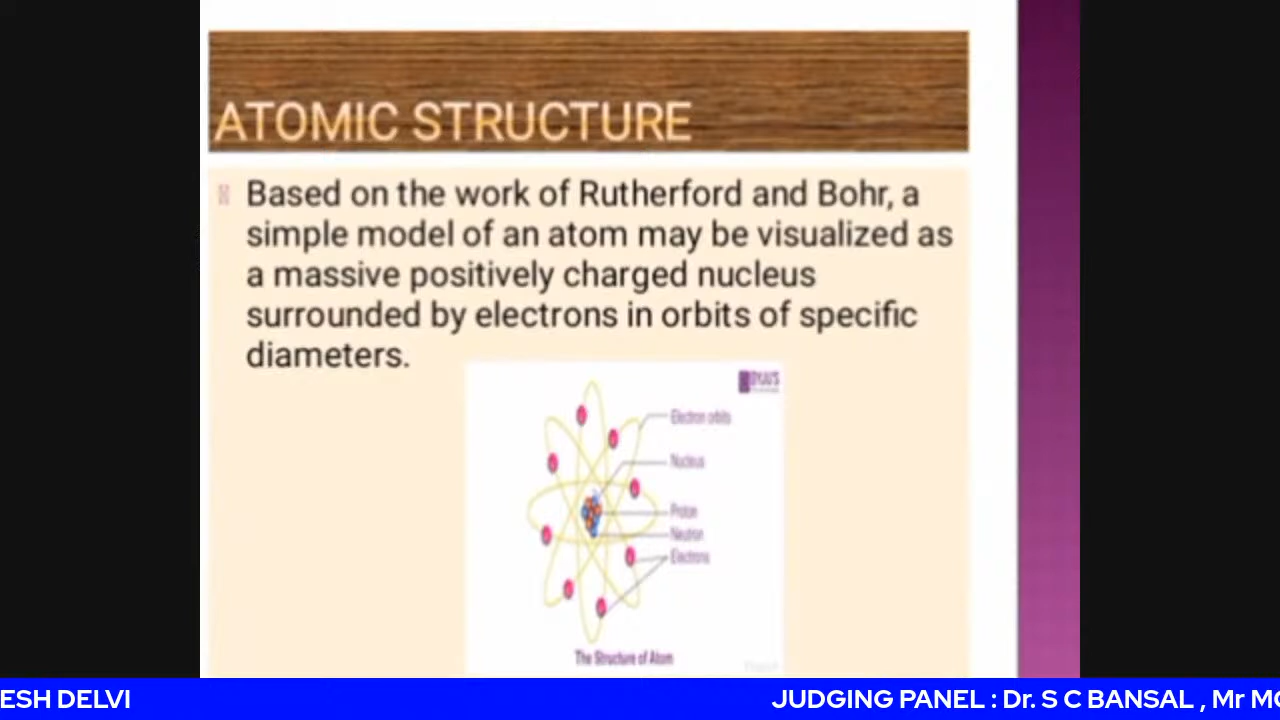 ATOMIC STRUCTURE
Based on the work of Rutherford and Bohr, a
simple model of an atom may be visualized as
a massive positively charged nucleus
surrounded by electrons in orbits of specific
diameters.
BYJU'S
Electron orbits
Nucleus
Proton
Neutron
Electrons
The Structure of Atom
ESH DELVI
JUDGING PANEL : Dr. S C BANSAL , Mr MO